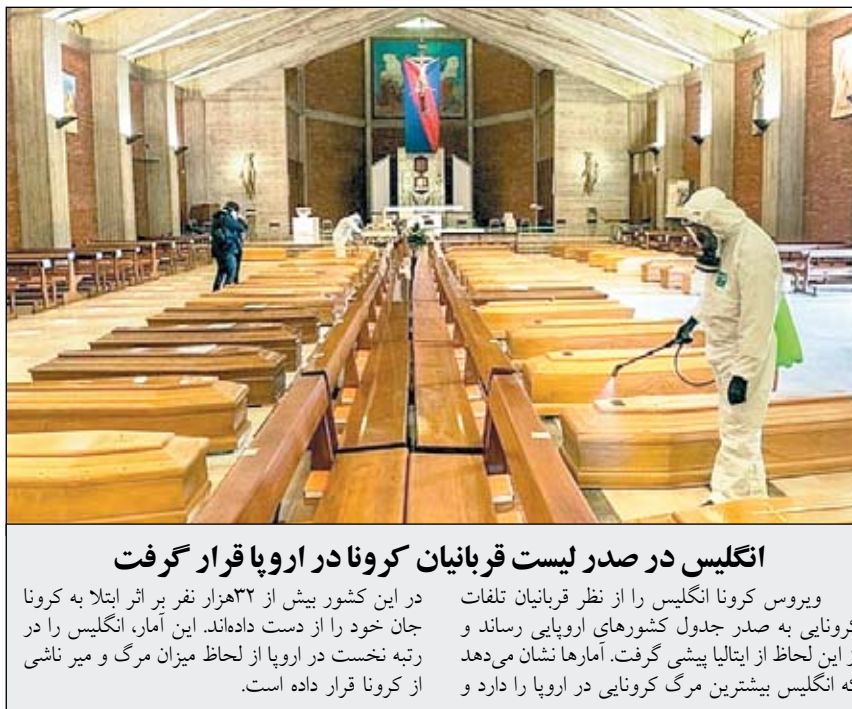 انگلیس در صدر لیست قربانیان کرونا در اروپا قرار گرفت
ویروس کرونا انگلیس را از نظر قربانیان تلفات
کرونایی به صدر جدول کشورهای اروپایی رساند و
از این لحاظ از ایتالیا پیشی گرفت. آمارها نشان می‌دهد
که انگلیس بیشترین مرگ کرونایی در اروپا را دارد و
در این کشور بیش از ۳۲هزار نفر بر اثر ابتلا به کرونا
جان خود را از دست داده‌اند. این آمار، انگلیس را در
رتبه نخست در اروپا از لحاظ میزان مرگ و میر ناشی
از کرونا قرار داده است.